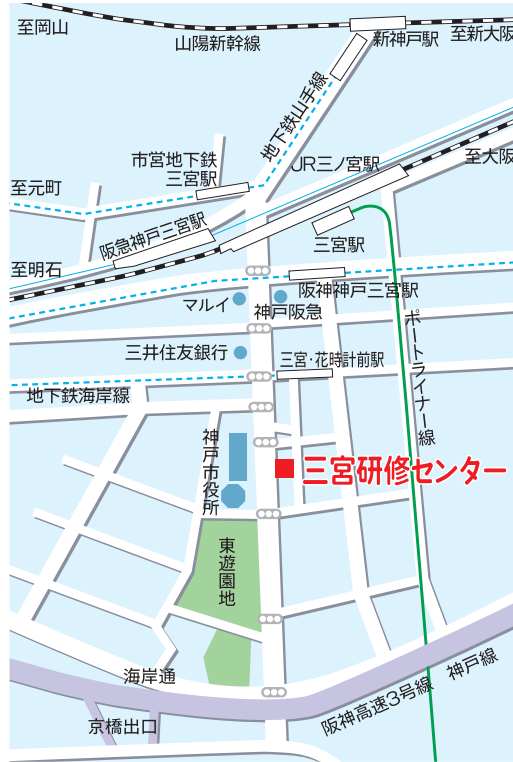 至岡山
山陽新幹線
新神戸駅
至新大阪
地下鉄山手線
市営地下鉄
三宮駅
JR三ノ宮駅
至大阪
至元町
阪急神戸三宮駅
三宮駅
至明石
阪神神戸三宮駅
マルイ
神戸阪急
ポートライナー線
三井住友銀行
三宮・花時計前駅
地下鉄海岸線
神戸市役所
三宮研修センター
東遊園地
海岸通
京橋出口
阪神高速3号線 神戸線